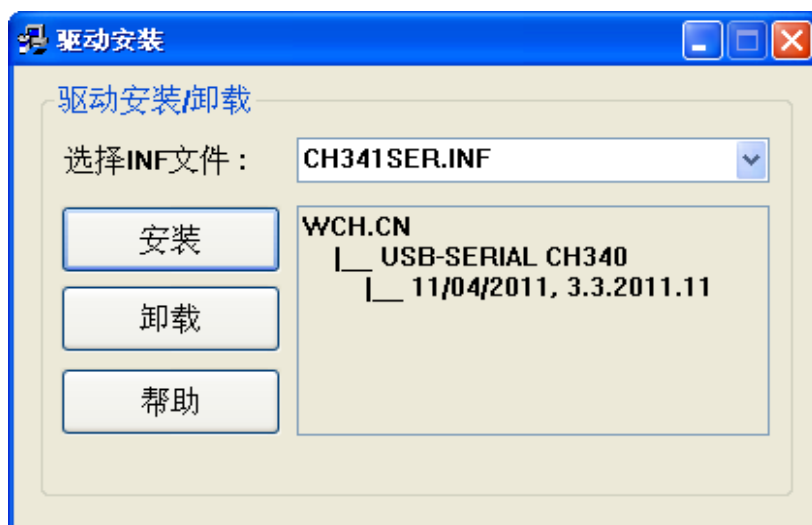 驱动安装
驱动安装/卸载
选择INF文件：
CH341SER.INF
安装
卸载
帮助
WCH.CN
|__ USB-SERIAL CH340
|__ 11/04/2011, 3.3.2011.11